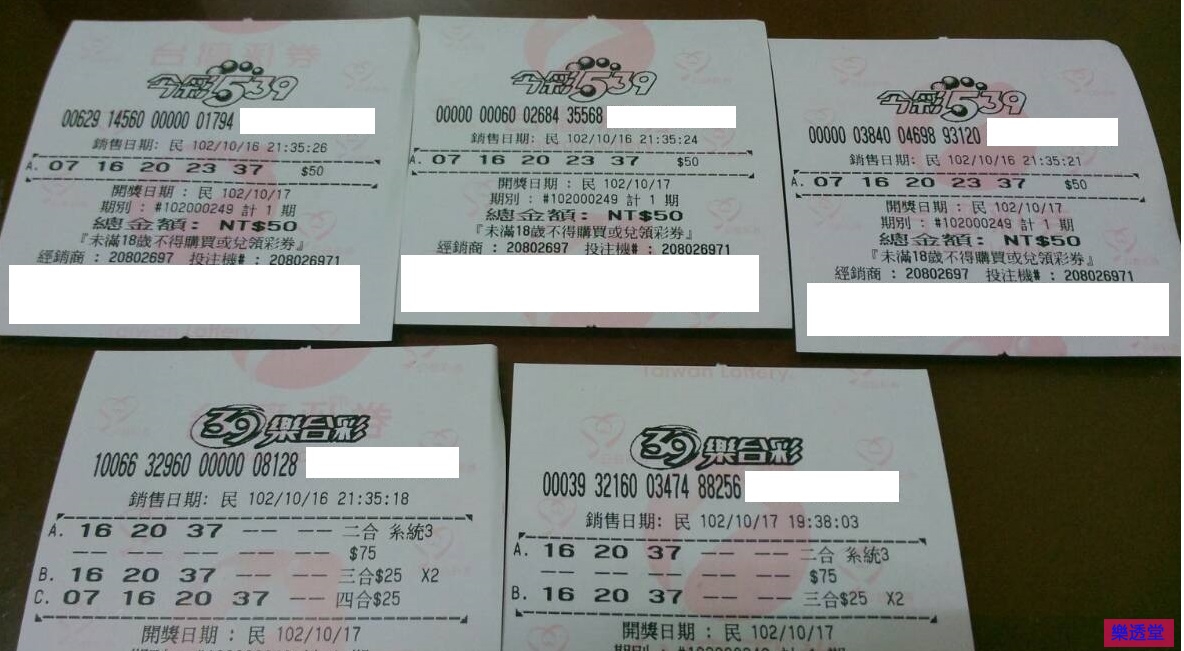 今彩539
00629 14560 00000 01794
銷售日期: 民 102/10/16 21:35:26
A. 07 16 20 23 37 $50
開獎日期 : 民 102/10/17
期別 : #102000249 計 1 期
總金額: NT$50
『未滿18歲不得購買或兌領彩券』
經銷商 : 20802697 投注機# : 208026971
Taiwan Lottery
今彩539
00000 00060 02684 35568
銷售日期: 民 102/10/16 21:35:24
A. 07 16 20 23 37 $50
開獎日期 : 民 102/10/17
期別 : #102000249 計 1 期
總金額: NT$50
『未滿18歲不得購買或兌領彩券』
經銷商 : 20802697 投注機# : 208026971
今彩539
00000 03840 04698 93120
銷售日期: 民 102/10/16 21:35:21
A. 07 16 20 23 37 $50
開獎日期 : 民 102/10/17
期別 : #102000249 計 1 期
總金額: NT$50
『未滿18歲不得購買或兌領彩券』
經銷商 : 20802697 投注機# : 208026971
39樂合彩
10066 32960 00000 08128
銷售日期: 民 102/10/16 21:35:18
A. 16 20 37 -- -- 二合 系統3
-- -- -- -- -- $75
B. 16 20 37 -- -- 三合$25 X2
C. 07 16 20 37 -- 四合$25
開獎日期 : 民 102/10/17
Taiwan Lottery
39樂合彩
00039 32160 03474 88256
銷售日期: 民 102/10/17 19:38:03
A. 16 20 37 -- -- 二合 系統3
-- -- -- -- -- $75
B. 16 20 37 -- -- 三合$25 X2
開獎日期 : 民 102/10/17
樂透堂